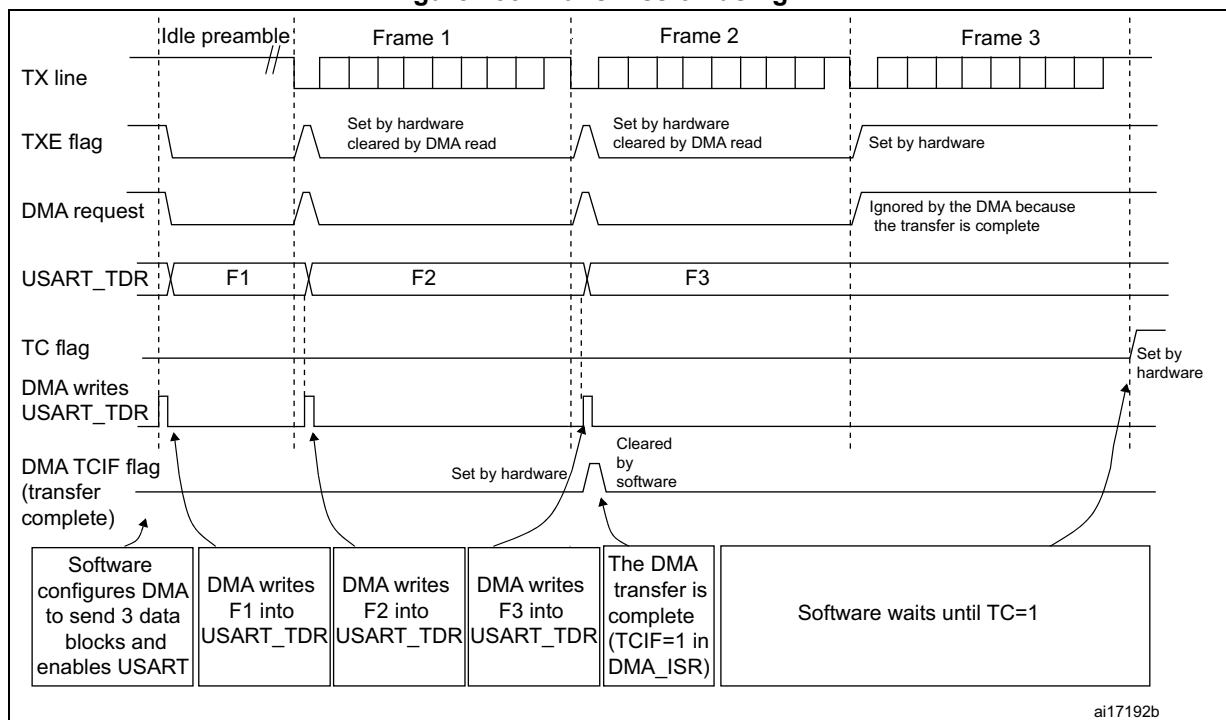 Idle preamble
Frame 1
Frame 2
Frame 3
TX line
TXE flag
Set by hardware
cleared by DMA read
Set by hardware
cleared by DMA read
Set by hardware
DMA request
Ignored by the DMA because
the transfer is complete
USART_TDR
F1
F2
F3
TC flag
Set by
hardware
DMA writes
USART_TDR
DMA TCIF flag
(transfer
complete)
Set by hardware
Cleared
by
software
Software
configures DMA
to send 3 data
blocks and
enables USART
DMA writes
F1 into
USART_TDR
DMA writes
F2 into
USART_TDR
DMA writes
F3 into
USART_TDR
The DMA
transfer is
complete
(TCIF=1 in
DMA_ISR)
Software waits until TC=1
ai17192b